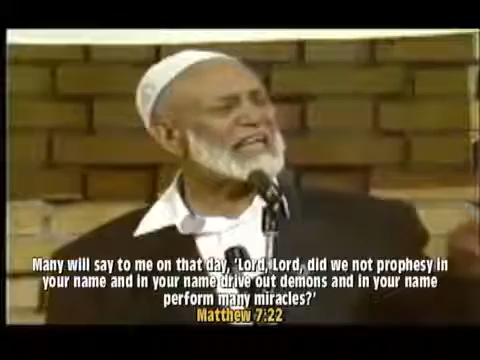 Many will say to me on that day, 'Lord, Lord, did we not prophesy in
your name and in your name drive out demons and in your name
perform many miracles?'
Matthew 7:22